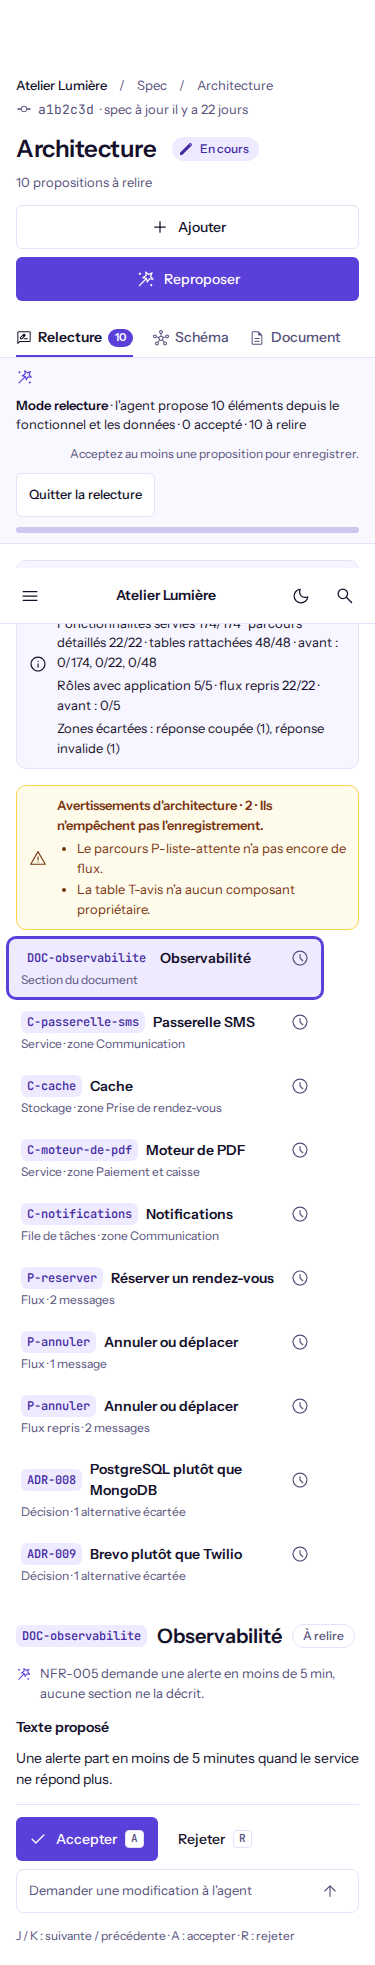 Atelier Lumière / Spec / Architecture
a1b2c3d · spec à jour il y a 22 jours
Architecture En cours
10 propositions à relire
Ajouter
Reproposer
Relecture 10 Schéma Document
Mode relecture · l'agent propose 10 éléments depuis le
fonctionnel et les données · 0 accepté · 10 à relire
Acceptez au moins une proposition pour enregistrer.
Quitter la relecture
Atelier Lumière
Fonctionnalités servies 174/174 · parcours
détaillés 22/22 · tables rattachées 48/48 · avant :
0/174, 0/22, 0/48
Rôles avec application 5/5 · flux repris 22/22 ·
avant : 0/5
Zones écartées : réponse coupée (1), réponse
invalide (1)
Avertissements d'architecture · 2 · Ils
n'empêchent pas l'enregistrement.
• Le parcours P-liste-attente n'a pas encore de
flux.
• La table T-avis n'a aucun composant
propriétaire.
DOC-observabilite Observabilité
Section du document
C-passerelle-sms Passerelle SMS
Service · zone Communication
C-cache Cache
Stockage · zone Prise de rendez-vous
C-moteur-de-pdf Moteur de PDF
Service · zone Paiement et caisse
C-notifications Notifications
File de tâches · zone Communication
P-reserver Réserver un rendez-vous
Flux · 2 messages
P-annuler Annuler ou déplacer
Flux · 1 message
P-annuler Annuler ou déplacer
Flux repris · 2 messages
ADR-008 PostgreSQL plutôt que
MongoDB
Décision · 1 alternative écartée
ADR-009 Brevo plutôt que Twilio
Décision · 1 alternative écartée
DOC-observabilite Observabilité À relire
NFR-005 demande une alerte en moins de 5 min,
aucune section ne la décrit.
Texte proposé
Une alerte part en moins de 5 minutes quand le service
ne répond plus.
Accepter A Rejeter R
Demander une modification à l'agent
J / K : suivante / précédente · A : accepter · R : rejeter